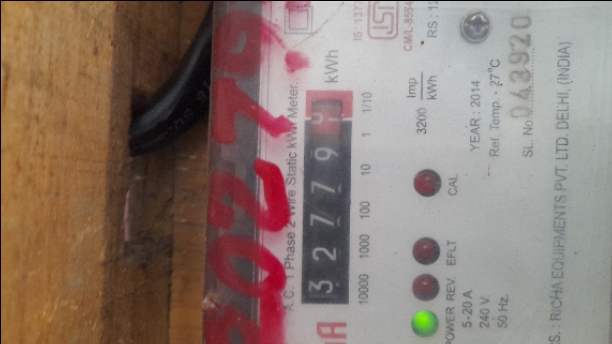 A.C. 1 Phase 2 Wire Static kWh Meter.
32779
kWh
10000 1000 100 10 1 1/10
3200 Imp
kWh
CM/L-8554
YEAR : 2014
Ref. Temp. - 27°C
SL. No. 043920
POWER REV. EFLT CAL
5-20 A
240 V.
50 Hz.
S. : RICHA EQUIPMENTS PVT. LTD. DELHI, (INDIA)